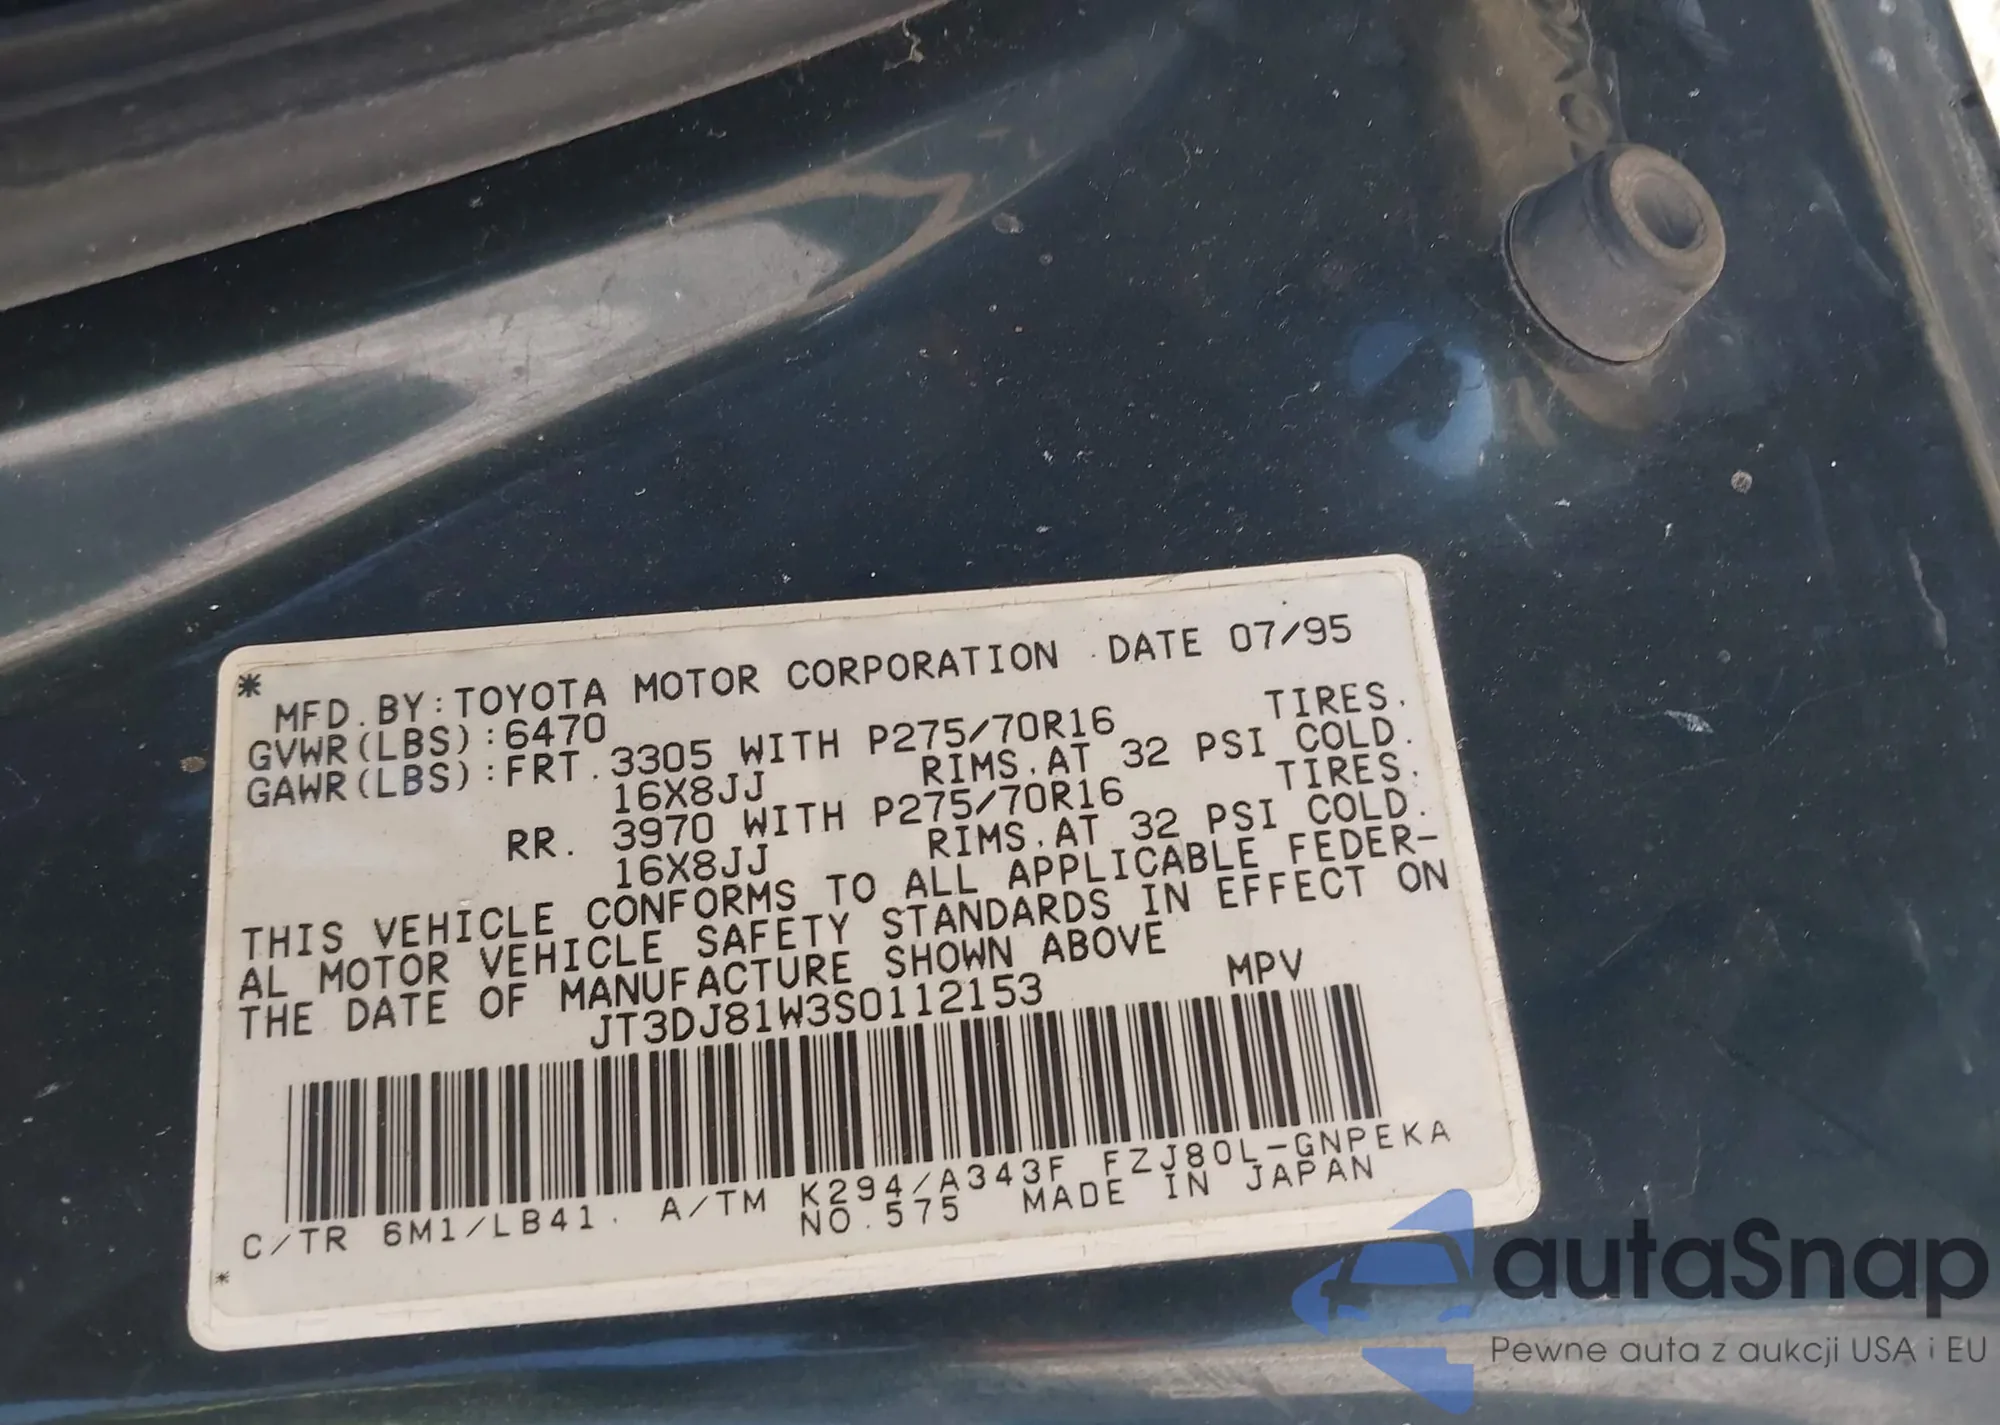 *
MFD.BY:TOYOTA MOTOR CORPORATION DATE 07/95
GVWR(LBS):6470
GAWR(LBS):FRT.3305 WITH P275/70R16 TIRES.
16X8JJ RIMS.AT 32 PSI COLD.
RR. 3970 WITH P275/70R16 TIRES.
16X8JJ RIMS.AT 32 PSI COLD.
THIS VEHICLE CONFORMS TO ALL APPLICABLE FEDER-
AL MOTOR VEHICLE SAFETY STANDARDS IN EFFECT ON
THE DATE OF MANUFACTURE SHOWN ABOVE
JT3DJ81W3S0112153 MPV
C/TR 6M1/LB41. A/TM K294/A343F FZJ80L-GNPEKA
NO.575 MADE IN JAPAN
*
autaSnap
Pewne auta z aukcji USA i EU